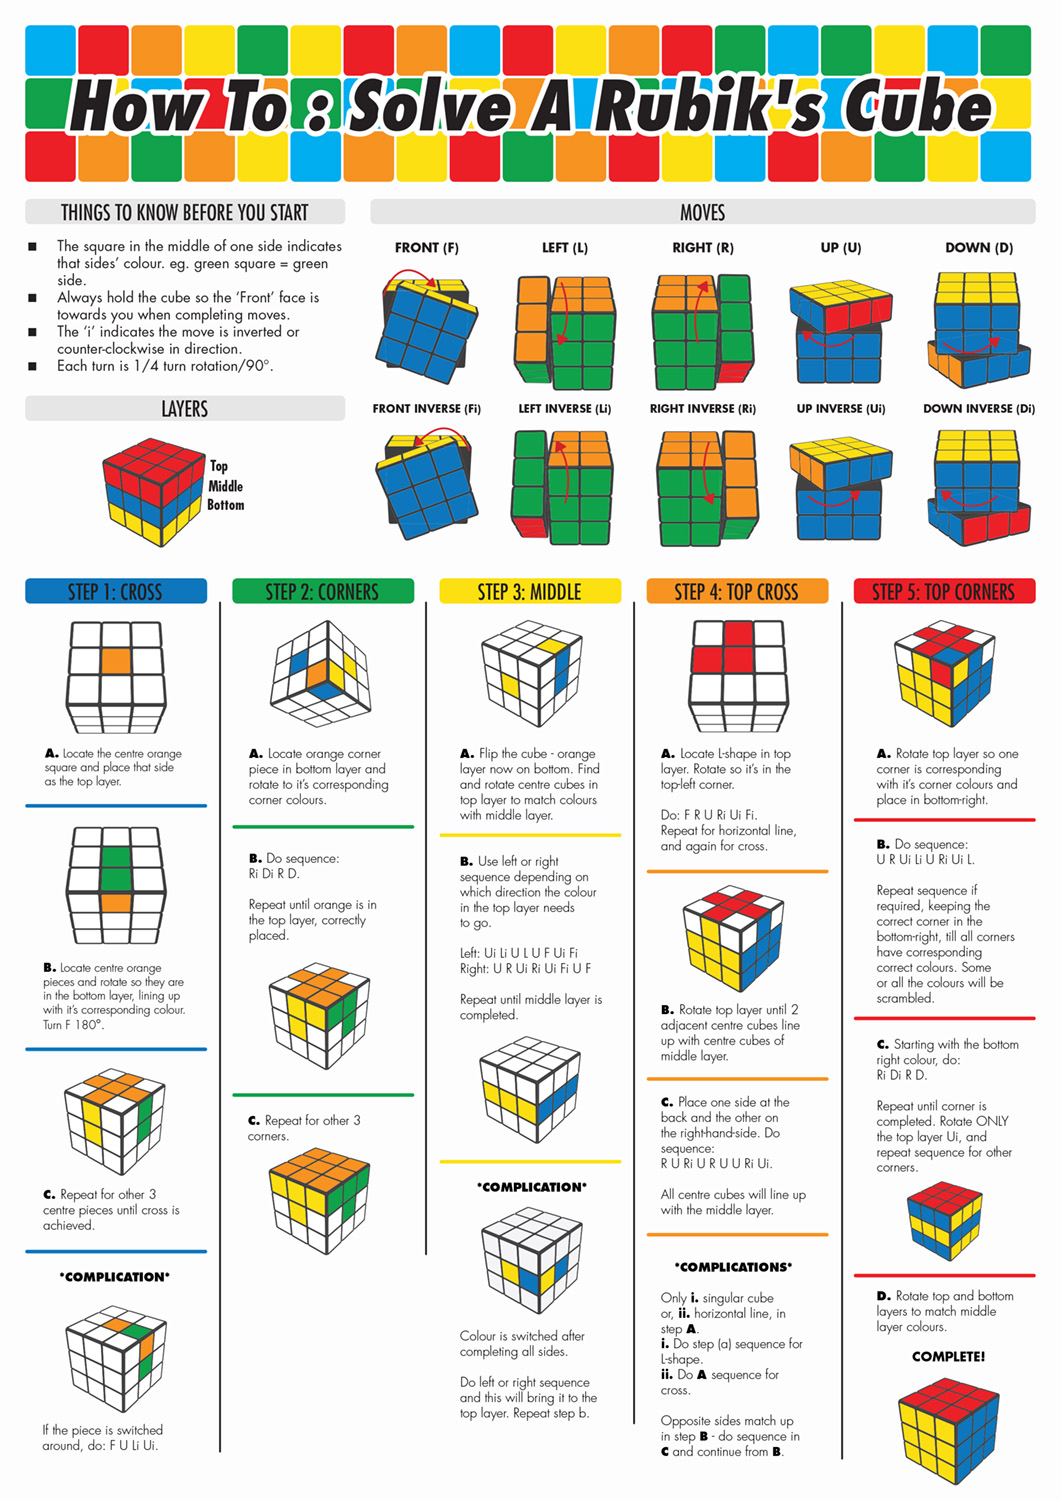 How To : Solve A Rubik's Cube
THINGS TO KNOW BEFORE YOU START
The square in the middle of one side indicates
that sides' colour. eg. green square = green
side.
Always hold the cube so the 'Front' face is
towards you when completing moves.
The 'i' indicates the move is inverted or
counter-clockwise in direction.
Each turn is 1/4 turn rotation/90°.
LAYERS
Top
Middle
Bottom
MOVES
FRONT (F)
LEFT (L)
RIGHT (R)
UP (U)
DOWN (D)
FRONT INVERSE (Fi)
LEFT INVERSE (Li)
RIGHT INVERSE (Ri)
UP INVERSE (Ui)
DOWN INVERSE (Di)
STEP 1: CROSS
A. Locate the centre orange
square and place that side
as the top layer.
B. Locate centre orange
pieces and rotate so they are
in the bottom layer, lining up
with it's corresponding colour.
Turn F 180°.
C. Repeat for other 3
centre pieces until cross is
achieved.
*COMPLICATION*
If the piece is switched
around, do: F U Li Ui.
STEP 2: CORNERS
A. Locate orange corner
piece in bottom layer and
rotate to it's corresponding
corner colours.
B. Do sequence:
Ri Di R D.
Repeat until orange is in
the top layer, correctly
placed.
C. Repeat for other 3
corners.
STEP 3: MIDDLE
A. Flip the cube - orange
layer now on bottom. Find
and rotate centre cubes in
top layer to match colours
with middle layer.
B. Use left or right
sequence depending on
which direction the colour
in the top layer needs
to go.
Left: Ui Li U L U F Ui Fi
Right: U R Ui Ri Ui Fi U F
Repeat until middle layer is
completed.
*COMPLICATION*
Colour is switched after
completing all sides.
Do left or right sequence
and this will bring it to the
top layer. Repeat step b.
STEP 4: TOP CROSS
A. Locate L-shape in top
layer. Rotate so it's in the
top-left corner.
Do: F R U Ri Ui Fi.
Repeat for horizontal line,
and again for cross.
B. Rotate top layer until 2
adjacent centre cubes line
up with centre cubes of
middle layer.
C. Place one side at the
back and the other on
the right-hand-side. Do
sequence:
R U Ri U R U U Ri Ui.
All centre cubes will line up
with the middle layer.
*COMPLICATIONS*
Only i. singular cube
or, ii. horizontal line, in
step A.
i. Do step (a) sequence for
L-shape.
ii. Do A sequence for
cross.
Opposite sides match up
in step B - do sequence in
C and continue from B.
STEP 5: TOP CORNERS
A. Rotate top layer so one
corner is corresponding
with it's corner colours and
place in bottom-right.
B. Do sequence:
U R Ui Li U Ri Ui L.
Repeat sequence if
required, keeping the
correct corner in the
bottom-right, till all corners
have corresponding
correct colours. Some
or all the colours will be
scrambled.
C. Starting with the bottom
right colour, do:
Ri Di R D.
Repeat until corner is
completed. Rotate ONLY
the top layer Ui, and
repeat sequence for other
corners.
D. Rotate top and bottom
layers to match middle
layer colours.
COMPLETE!